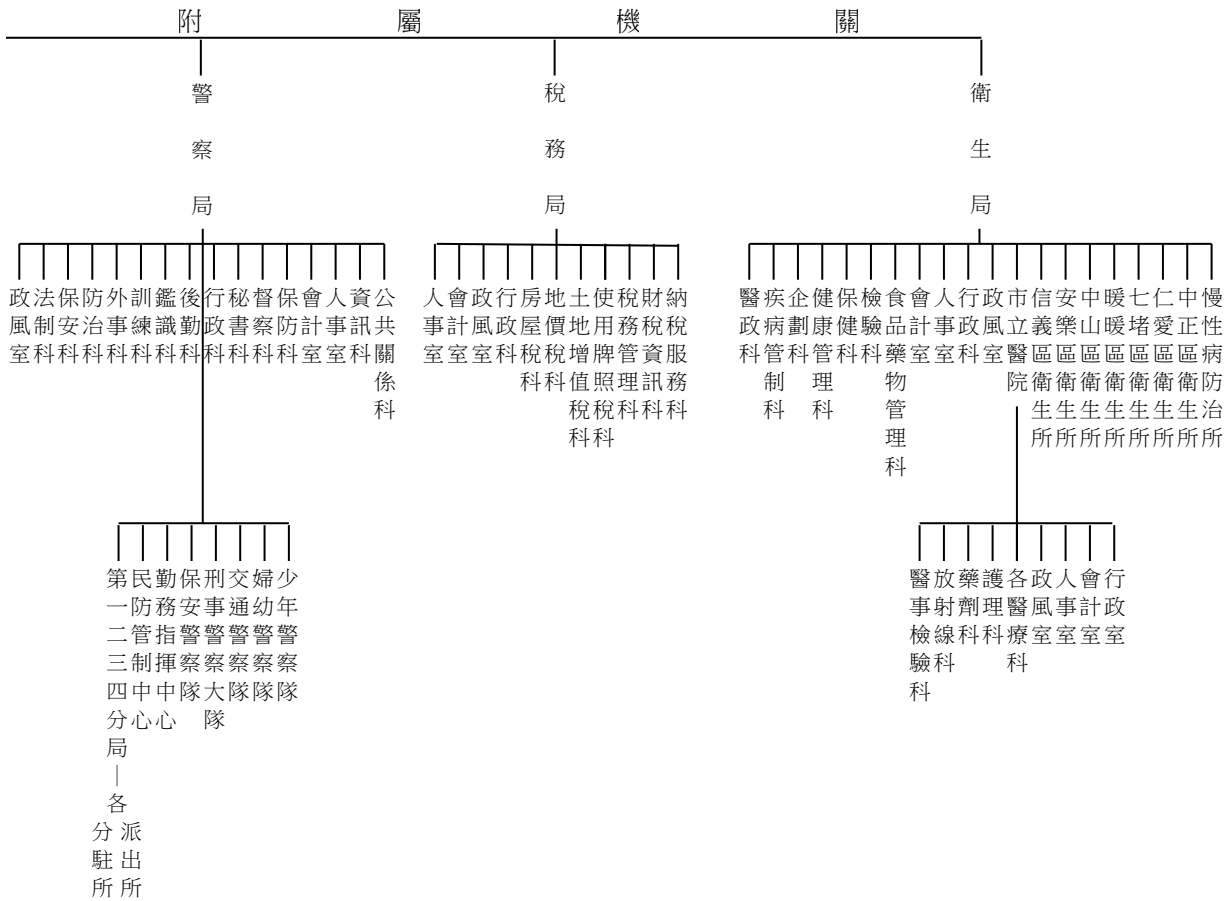 附屬機關
警察局
稅務局
衛生局
政風室
法制科
保安科
防治科
外事科
訓練科
鑑識科
後勤科
行政科
秘書科
督察科
保防科
會計室
人事室
資訊科
公共關係科
人事室
會計室
政風室
行政科
房屋稅科
地價稅科
土地增值稅科
使用牌照稅科
稅務管理科
財稅資訊科
納稅服務科
醫政科
疾病管制科
企劃科
健康管理科
保健科
檢驗科
食品藥物管理科
會計室
人事室
行政科
政風室
市立醫院
信義區衛生所
安樂區衛生所
中山區衛生所
暖暖區衛生所
七堵區衛生所
仁愛區衛生所
中正區衛生所
慢性病防治所
第一二三四分局｜各分駐所派出所
民防管制中心
勤務指揮中心
保安警察隊
刑事警察大隊
交通警察隊
婦幼警察隊
少年警察隊
醫事檢驗科
放射線科
藥劑科
護理科
各醫療科
政風室
人事室
會計室
行政室